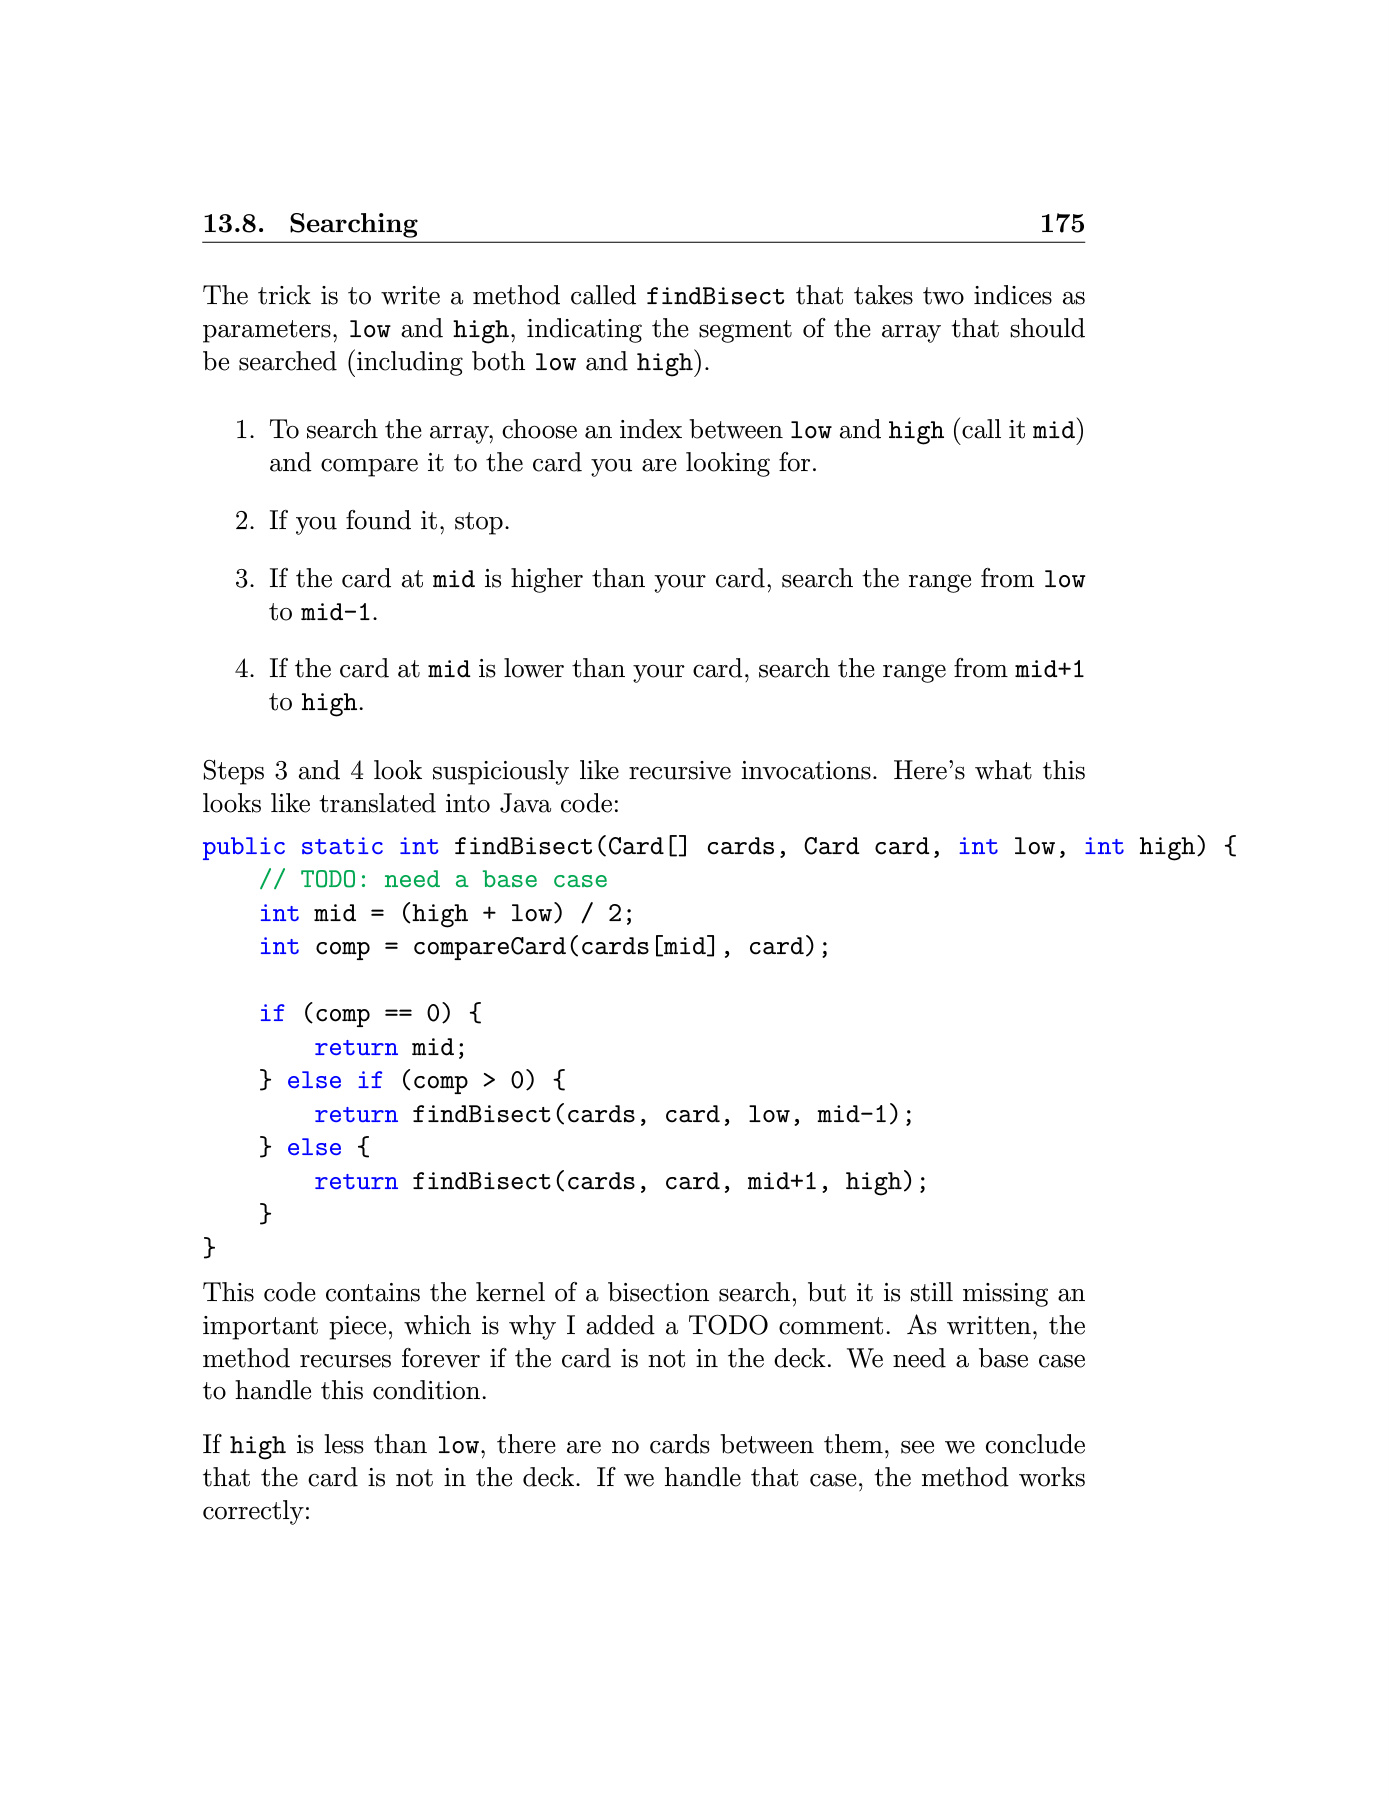 13.8. Searching 175
The trick is to write a method called findBisect that takes two indices as
parameters, low and high, indicating the segment of the array that should
be searched (including both low and high).
1. To search the array, choose an index between low and high (call it mid)
and compare it to the card you are looking for.
2. If you found it, stop.
3. If the card at mid is higher than your card, search the range from low
to mid-1.
4. If the card at mid is lower than your card, search the range from mid+1
to high.
Steps 3 and 4 look suspiciously like recursive invocations. Here's what this
looks like translated into Java code:
public static int findBisect(Card[] cards, Card card, int low, int high) {
    // TODO: need a base case
    int mid = (high + low) / 2;
    int comp = compareCard(cards[mid], card);
    if (comp == 0) {
        return mid;
    } else if (comp > 0) {
        return findBisect(cards, card, low, mid-1);
    } else {
        return findBisect(cards, card, mid+1, high);
    }
}
This code contains the kernel of a bisection search, but it is still missing an
important piece, which is why I added a TODO comment. As written, the
method recurses forever if the card is not in the deck. We need a base case
to handle this condition.
If high is less than low, there are no cards between them, see we conclude
that the card is not in the deck. If we handle that case, the method works
correctly: